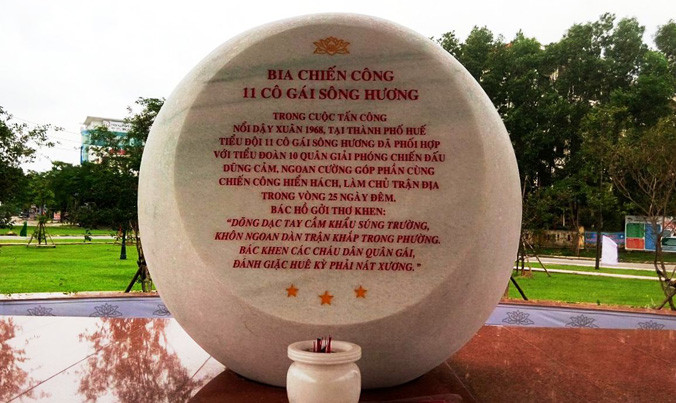 BIA CHIẾN CÔNG
11 CÔ GÁI SÔNG HƯƠNG
TRONG CUỘC TẤN CÔNG
NỔI DẬY XUÂN 1968, TẠI THÀNH PHỐ HUẾ
TIỂU ĐỘI 11 CÔ GÁI SÔNG HƯƠNG ĐÃ PHỐI HỢP
VỚI TIỂU ĐOÀN 10 QUÂN GIẢI PHÓNG CHIẾN ĐẤU
DŨNG CẢM, NGOAN CƯỜNG GÓP PHẦN CÙNG
CHIẾN CÔNG HIỂN HÁCH, LÀM CHỦ TRẬN ĐỊA
TRONG VÒNG 25 NGÀY ĐÊM.
BÁC HỒ GỞI THƯ KHEN:
"DÕNG DẠC TAY CẦM KHẨU SÚNG TRƯỜNG,
KHÔN NGOAN DÀN TRẬN KHẮP TRONG PHƯỜNG.
BÁC KHEN CÁC CHÁU DÂN QUÂN GÁI,
ĐÁNH GIẶC HUÊ KỲ PHẢI NÁT XƯƠNG."